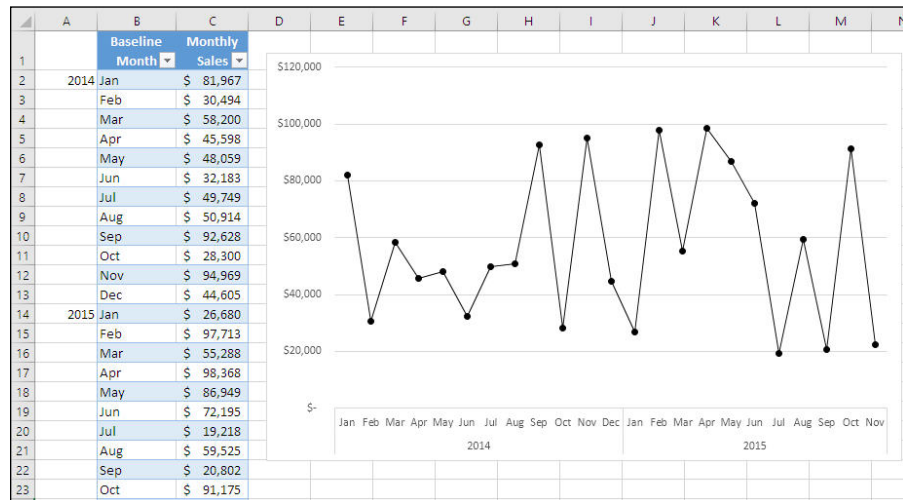 A B C D E F G H I J K L M N
1 Baseline Month Monthly Sales
2 2014 Jan $ 81,967
3 Feb $ 30,494
4 Mar $ 58,200
5 Apr $ 45,598
6 May $ 48,059
7 Jun $ 32,183
8 Jul $ 49,749
9 Aug $ 50,914
10 Sep $ 92,628
11 Oct $ 28,300
12 Nov $ 94,969
13 Dec $ 44,605
14 2015 Jan $ 26,680
15 Feb $ 97,713
16 Mar $ 55,288
17 Apr $ 98,368
18 May $ 86,949
19 Jun $ 72,195
20 Jul $ 19,218
21 Aug $ 59,525
22 Sep $ 20,802
23 Oct $ 91,175
$120,000
$100,000
$80,000
$60,000
$40,000
$20,000
$-
Jan Feb Mar Apr May Jun Jul Aug Sep Oct Nov Dec Jan Feb Mar Apr May Jun Jul Aug Sep Oct Nov
2014 2015